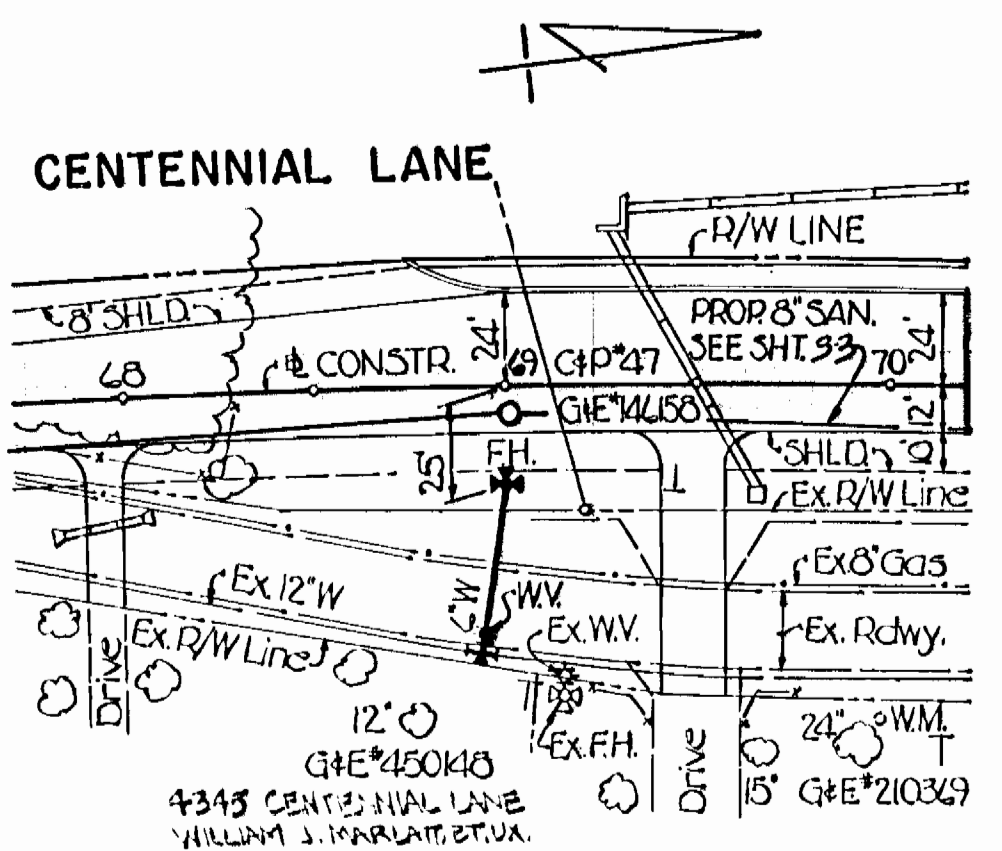 CENTENNIAL LANE
R/W LINE
8' SHLD.
24'
PROP. 8" SAN.
SEE SHT. 33
24'
68
℄ CONSTR.
69
C&P#47
70
G&E#146158
12'
25'
F.H.
SHLD.
10'
Ex. R/W Line
Ex. 8" Gas
Ex. 12" W
6" W
W.V.
Ex. W.V.
Ex. Rdwy.
Ex. R/W Line
Drive
12"
Ex. F.H.
Drive
24"
W.M.
G&E#450148
15"
G&E#210369
4343 CENTENNIAL LANE
WILLIAM J. MARLATT, ET.UX.